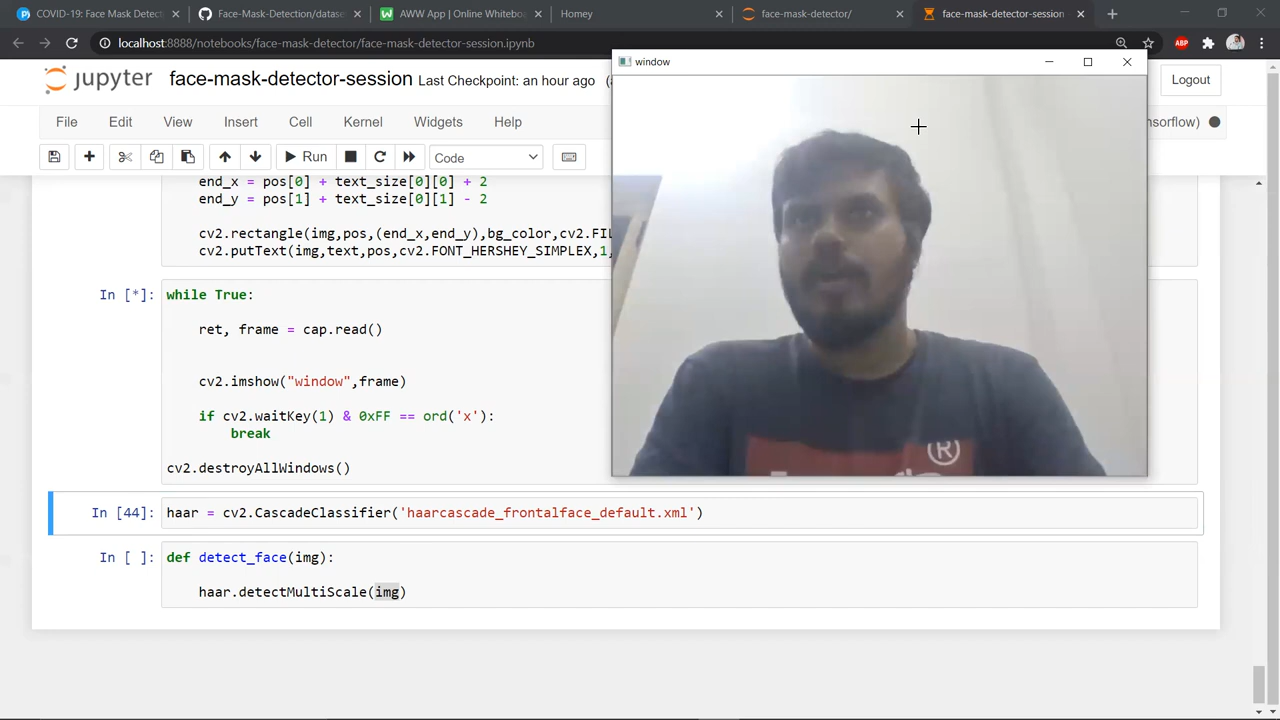 COVID-19: Face Mask Detec
Face-Mask-Detection/datase
AWW App | Online Whitebo
Homey
face-mask-detector/
face-mask-detector-session
localhost:8888/notebooks/face-mask-detector/face-mask-detector-session.ipynb
ABP
window
jupyter face-mask-detector-session Last Checkpoint: an hour ago (a
Logout
File Edit View Insert Cell Kernel Widgets Help
nsorflow)
Run
Code
end_x = pos[0] + text_size[0][0] + 2
end_y = pos[1] + text_size[0][1] - 2
cv2.rectangle(img,pos,(end_x,end_y),bg_color,cv2.FIL
cv2.putText(img,text,pos,cv2.FONT_HERSHEY_SIMPLEX,1,
In [*]: while True:
ret, frame = cap.read()
cv2.imshow("window",frame)
if cv2.waitKey(1) & 0xFF == ord('x'):
break
cv2.destroyAllWindows()
®
In [44]: haar = cv2.CascadeClassifier('haarcascade_frontalface_default.xml')
In [ ]: def detect_face(img):
haar.detectMultiScale(img)